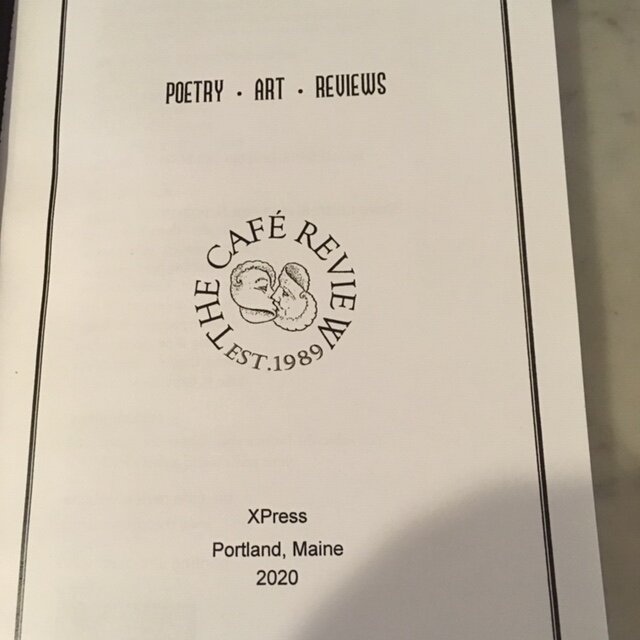 POETRY • ART • REVIEWS
THE CAFÉ REVIEW
EST. 1989
XPress
Portland, Maine
2020